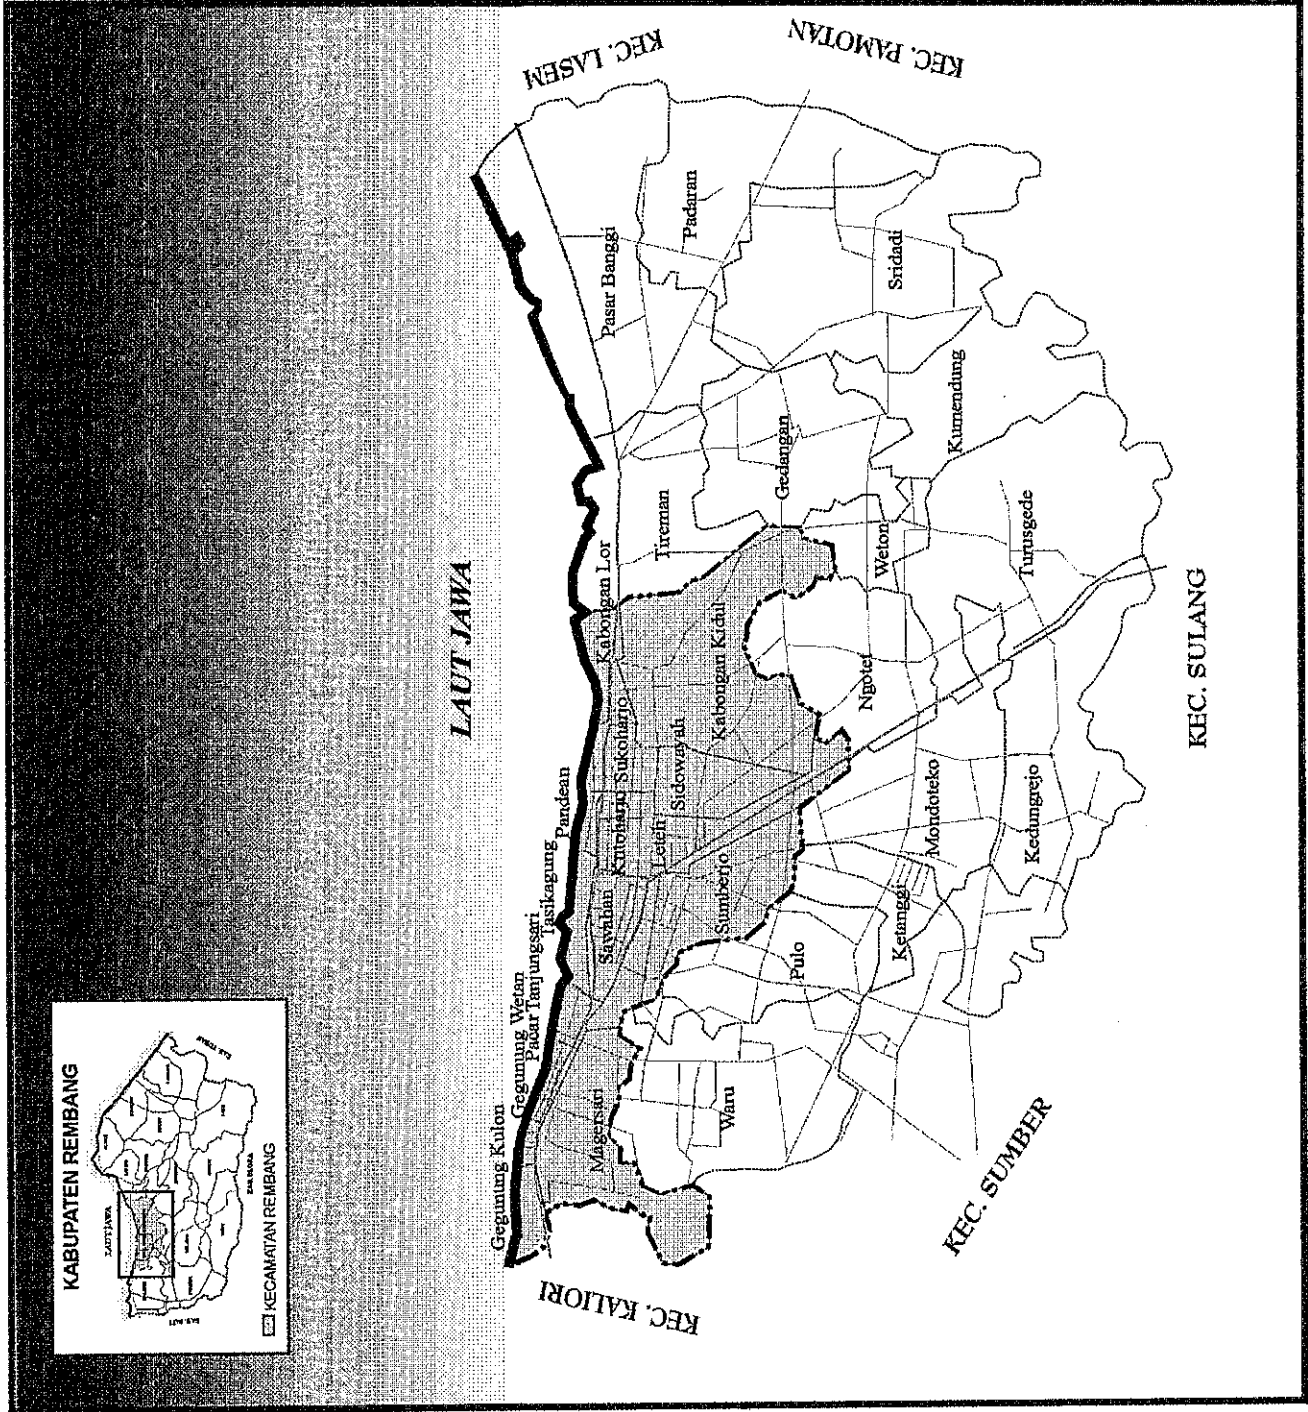 KABUPATEN REMBANG
LAUT JAWA
KECAMATAN REMBANG
LAUT JAWA
KEC. LASEM
KEC. PAMOTAN
KEC. SULANG
KEC. SUMBER
KEC. KALIORI
Gegunung Kulon
Gegunung Wetan
Pacar Tanjungsari
Tasikagung
Pandean
Magersari
Sawahan
Kutoharjo
Sukoharjo
Kabongan Lor
Leteh
Sidowayah
Kabongan Kidul
Sumberjo
Tireman
Pasar Banggi
Padaran
Waru
Pulo
Ketanggi
Mondoteko
Ngotet
Weton
Gedangan
Sridadi
Kumendung
Turusgede
Kedungrejo